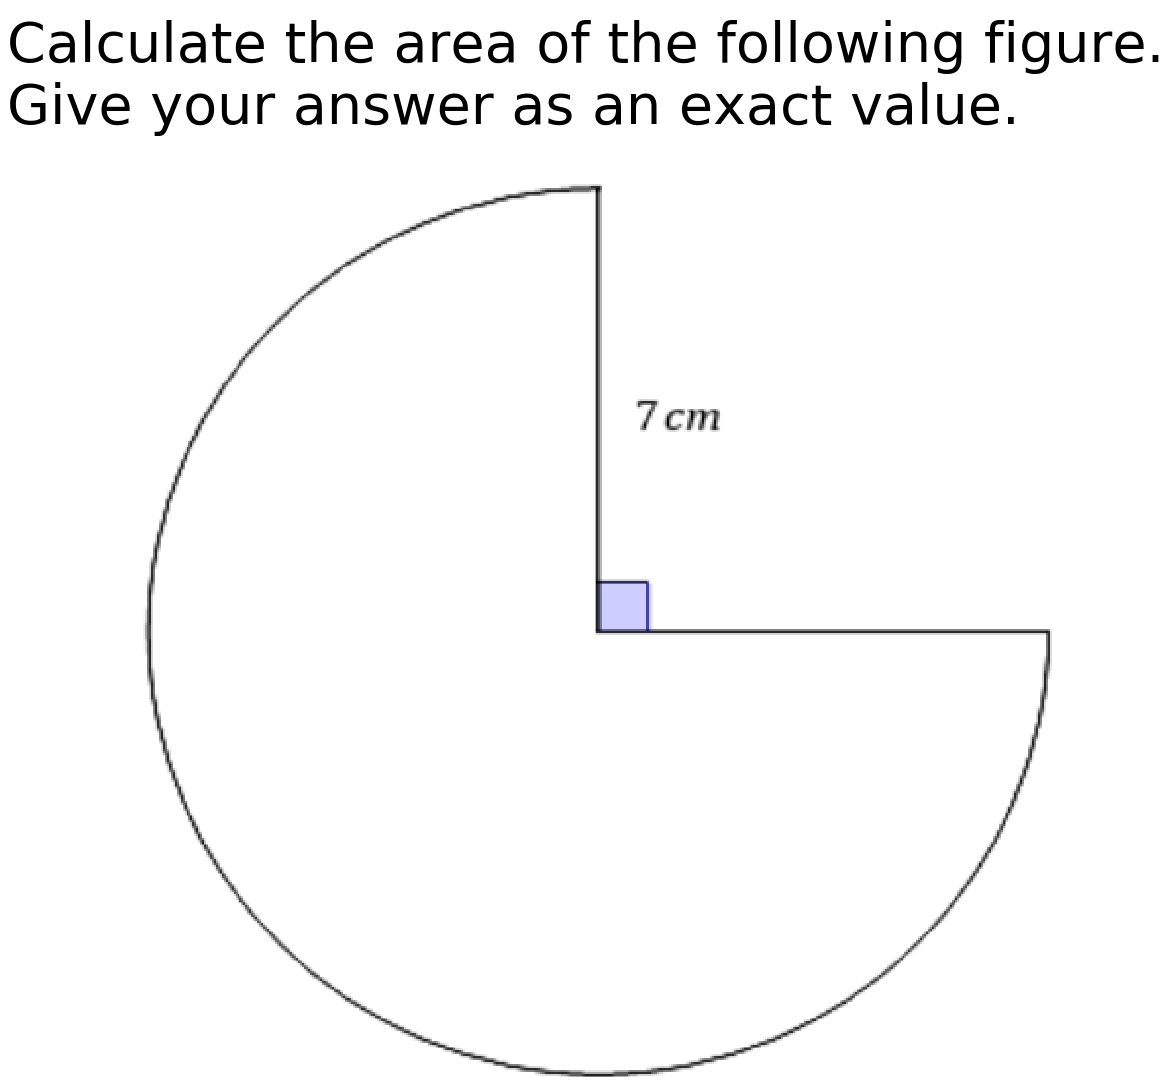 Calculate the area of the following figure.
Give your answer as an exact value.
7 cm